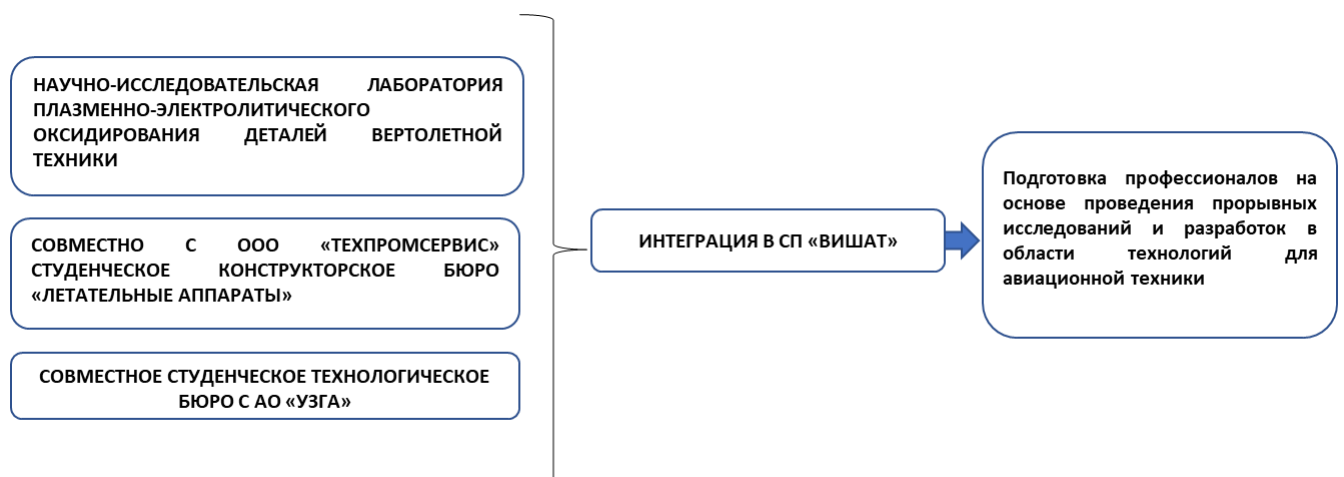 НАУЧНО-ИССЛЕДОВАТЕЛЬСКАЯ ЛАБОРАТОРИЯ
ПЛАЗМЕННО-ЭЛЕКТРОЛИТИЧЕСКОГО
ОКСИДИРОВАНИЯ ДЕТАЛЕЙ ВЕРТОЛЕТНОЙ
ТЕХНИКИ
СОВМЕСТНО С ООО «ТЕХПРОМСЕРВИС»
СТУДЕНЧЕСКОЕ КОНСТРУКТОРСКОЕ БЮРО
«ЛЕТАТЕЛЬНЫЕ АППАРАТЫ»
СОВМЕСТНОЕ СТУДЕНЧЕСКОЕ ТЕХНОЛОГИЧЕСКОЕ
БЮРО С АО «УЗГА»
ИНТЕГРАЦИЯ В СП «ВИШАТ»
Подготовка профессионалов на
основе проведения прорывных
исследований и разработок в
области технологий для
авиационной техники